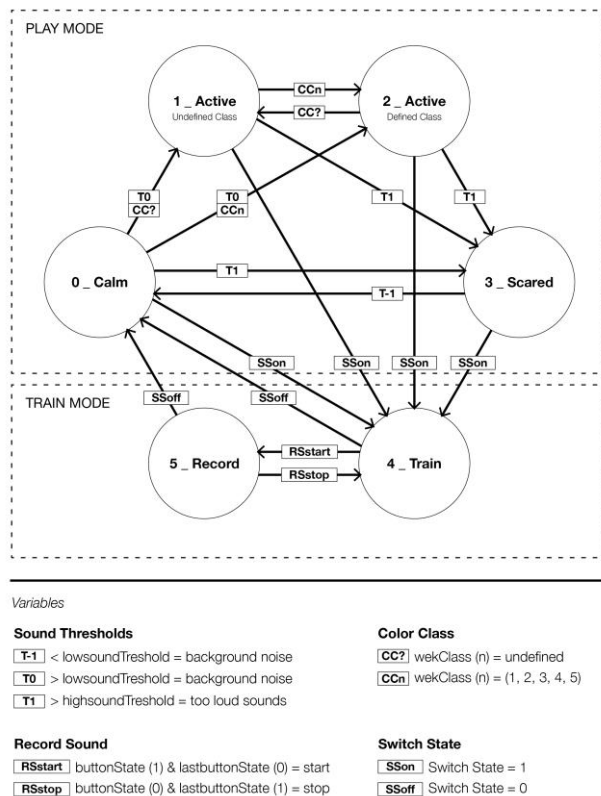 PLAY MODE
1 _ Active
Undefined Class
CCn
CC?
2 _ Active
Defined Class
T0
CC?
T0
CCn
T1
T1
0 _ Calm
T1
T-1
3 _ Scared
SSon
SSon
SSon
SSon
TRAIN MODE
SSoff
SSoff
5 _ Record
RSstart
RSstop
4 _ Train
Variables
Sound Thresholds
T-1 < lowsoundTreshold = background noise
T0 > lowsoundTreshold = background noise
T1 > highsoundTreshold = too loud sounds
Color Class
CC? wekClass (n) = undefined
CCn wekClass (n) = (1, 2, 3, 4, 5)
Record Sound
RSstart buttonState (1) & lastbuttonState (0) = start
RSstop buttonState (0) & lastbuttonState (1) = stop
Switch State
SSon Switch State = 1
SSoff Switch State = 0